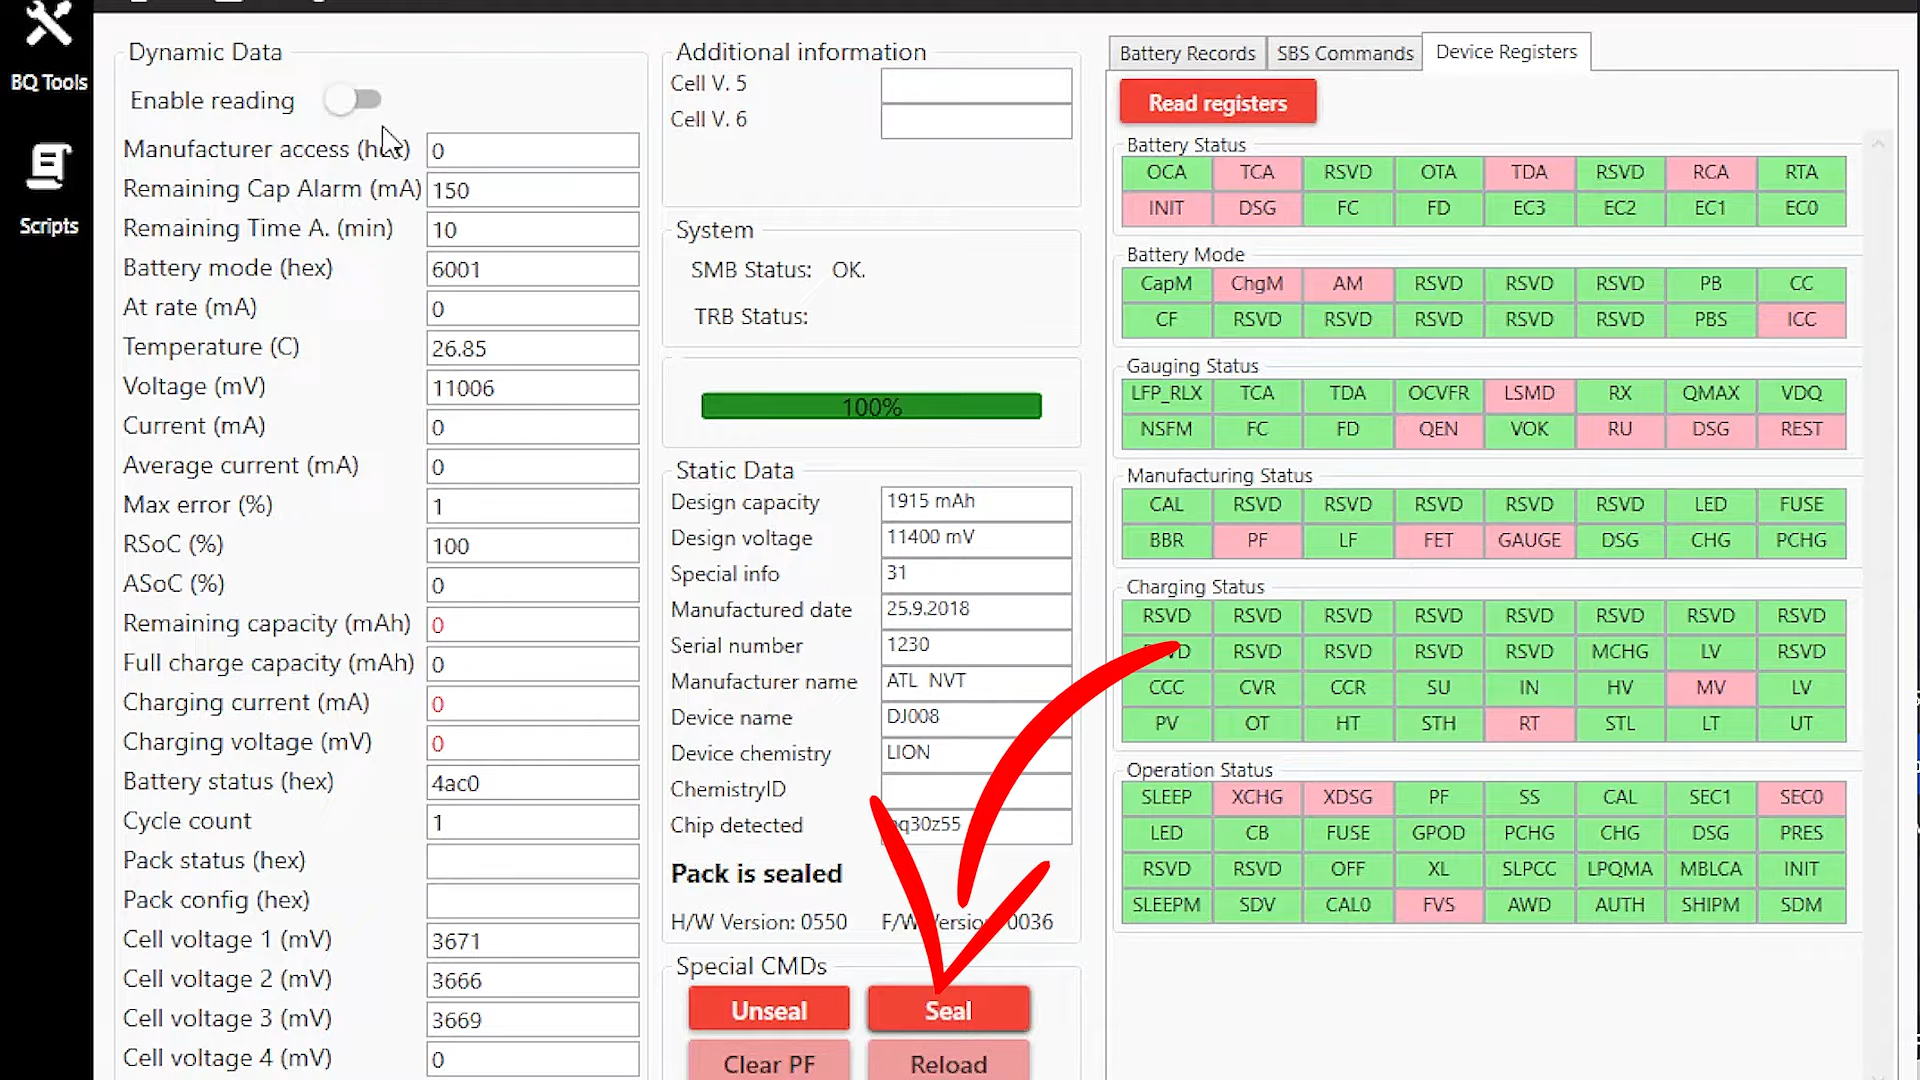 BQ Tools
Scripts
Dynamic Data
Enable reading
Manufacturer access (hex) 0
Remaining Cap Alarm (mA) 150
Remaining Time A. (min) 10
Battery mode (hex) 6001
At rate (mA) 0
Temperature (C) 26.85
Voltage (mV) 11006
Current (mA) 0
Average current (mA) 0
Max error (%) 1
RSoC (%) 100
ASoC (%) 0
Remaining capacity (mAh) 0
Full charge capacity (mAh) 0
Charging current (mA) 0
Charging voltage (mV) 0
Battery status (hex) 4ac0
Cycle count 1
Pack status (hex)
Pack config (hex)
Cell voltage 1 (mV) 3671
Cell voltage 2 (mV) 3666
Cell voltage 3 (mV) 3669
Cell voltage 4 (mV) 0
Additional information
Cell V. 5
Cell V. 6
System
SMB Status: OK.
TRB Status:
100%
Static Data
Design capacity 1915 mAh
Design voltage 11400 mV
Special info 31
Manufactured date 25.9.2018
Serial number 1230
Manufacturer name ATL NVT
Device name DJ008
Device chemistry LION
ChemistryID
Chip detected bq30z55
Pack is sealed
H/W Version: 0550 F/W Version: 0036
Special CMDs
Unseal Seal
Clear PF Reload
Battery Records SBS Commands Device Registers
Read registers
Battery Status
OCA TCA RSVD OTA TDA RSVD RCA RTA
INIT DSG FC FD EC3 EC2 EC1 EC0
Battery Mode
CapM ChgM AM RSVD RSVD RSVD PB CC
CF RSVD RSVD RSVD RSVD RSVD PBS ICC
Gauging Status
LFP_RLX TCA TDA OCVFR LSMD RX QMAX VDQ
NSFM FC FD QEN VOK RU DSG REST
Manufacturing Status
CAL RSVD RSVD RSVD RSVD RSVD LED FUSE
BBR PF LF FET GAUGE DSG CHG PCHG
Charging Status
RSVD RSVD RSVD RSVD RSVD RSVD RSVD RSVD
RSVD RSVD RSVD RSVD RSVD MCHG LV RSVD
CCC CVR CCR SU IN HV MV LV
PV OT HT STH RT STL LT UT
Operation Status
SLEEP XCHG XDSG PF SS CAL SEC1 SEC0
LED CB FUSE GPOD PCHG CHG DSG PRES
RSVD RSVD OFF XL SLPCC LPQMA MBLCA INIT
SLEEPM SDV CAL0 FVS AWD AUTH SHIPM SDM